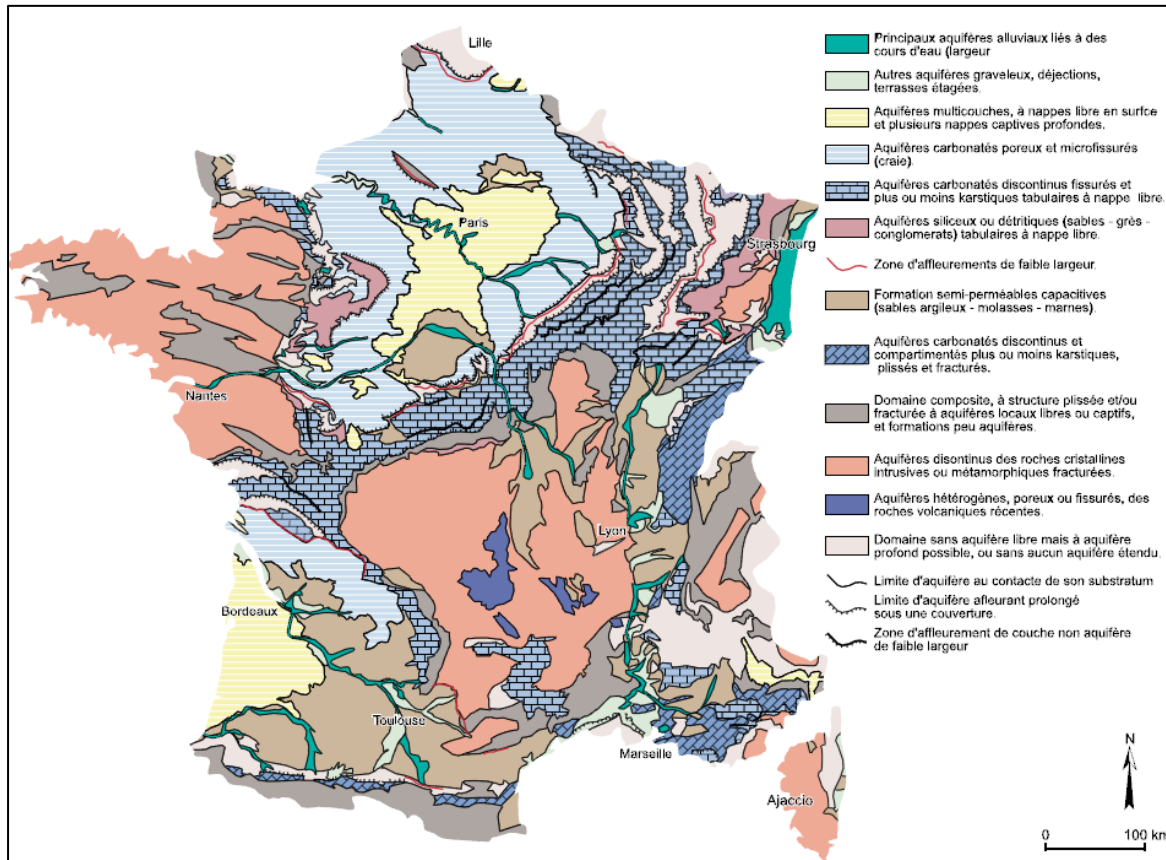 Lille
Paris
Strasbourg
Nantes
Lyon
Bordeaux
Toulouse
Marseille
Ajaccio
Principaux aquifères alluviaux liés à des
cours d'eau (largeur
Autres aquifères graveleux, déjections,
terrasses étagées.
Aquifères multicouches, à nappes libre en surfce
et plusieurs nappes captives profondes.
Aquifères carbonatés poreux et microfissurés
(craie).
Aquifères carbonatés discontinus fissurés et
plus ou moins karstiques tabulaires à nappe libre.
Aquifères siliceux ou détritiques (sables - grès -
conglomerats) tabulaires à nappe libre.
Zone d'affleurements de faible largeur.
Formation semi-perméables capacitives
(sables argileux - molasses - marnes).
Aquifères carbonatés discontinus et
compartimentés plus ou moins karstiques,
plissés et fracturés.
Domaine composite, à structure plissée et/ou
fracturée à aquifères locaux libres ou captifs,
et formations peu aquifères.
Aquifères disontinus des roches cristallines
intrusives ou métamorphiques fracturées.
Aquifères hétérogènes, poreux ou fissurés, des
roches volcaniques récentes.
Domaine sans aquifère libre mais à aquifère
profond possible, ou sans aucun aquifère étendu.
Limite d'aquifère au contacte de son substratum
Limite d'aquifère afleurant prolongé
sous une couverture.
Zone d'affleurement de couche non aquifère
de faible largeur
N
0 100 km